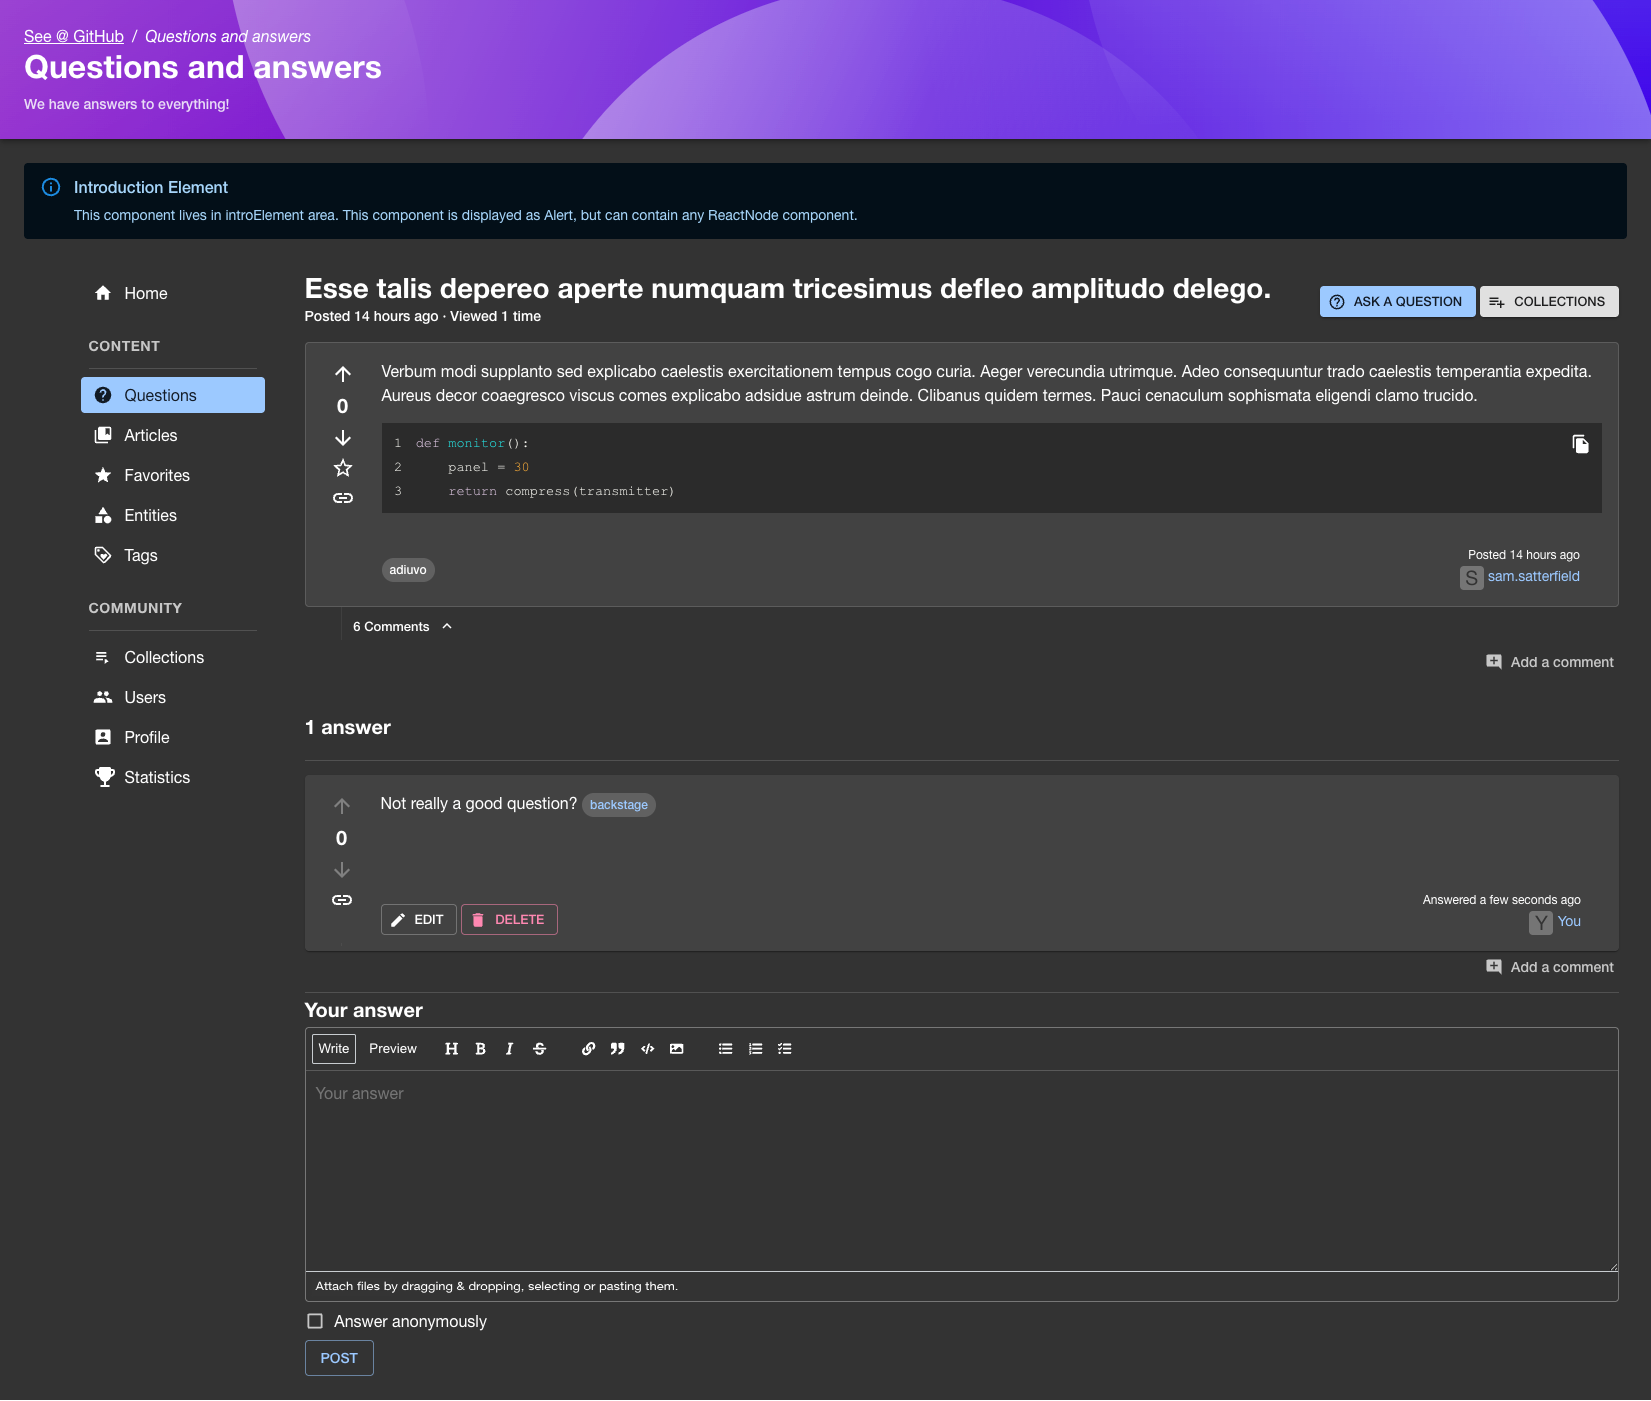 See @ GitHub / Questions and answers
Questions and answers
We have answers to everything!
Introduction Element
This component lives in introElement area. This component is displayed as Alert, but can contain any ReactNode component.
Home
CONTENT
Questions
Articles
Favorites
Entities
Tags
COMMUNITY
Collections
Users
Profile
Statistics
Esse talis depereo aperte numquam tricesimus defleo amplitudo delego.
Posted 14 hours ago · Viewed 1 time
ASK A QUESTION
COLLECTIONS
0
Verbum modi supplanto sed explicabo caelestis exercitationem tempus cogo curia. Aeger verecundia utrimque. Adeo consequuntur trado caelestis temperantia expedita.
Aureus decor coaegresco viscus comes explicabo adsidue astrum deinde. Clibanus quidem termes. Pauci cenaculum sophismata eligendi clamo trucido.
1 def monitor():
2     panel = 30
3     return compress(transmitter)
adiuvo
Posted 14 hours ago
S sam.satterfield
6 Comments
Add a comment
1 answer
0
Not really a good question? backstage
EDIT
DELETE
Answered a few seconds ago
Y You
Add a comment
Your answer
Write Preview H B I S
Your answer
Attach files by dragging & dropping, selecting or pasting them.
Answer anonymously
POST